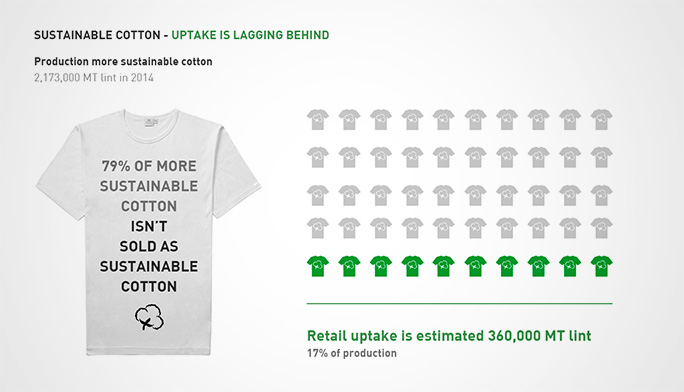 SUSTAINABLE COTTON - UPTAKE IS LAGGING BEHIND
Production more sustainable cotton
2,173,000 MT lint in 2014
79% OF MORE
SUSTAINABLE
COTTON
ISN'T
SOLD AS
SUSTAINABLE
COTTON
Retail uptake is estimated 360,000 MT lint
17% of production